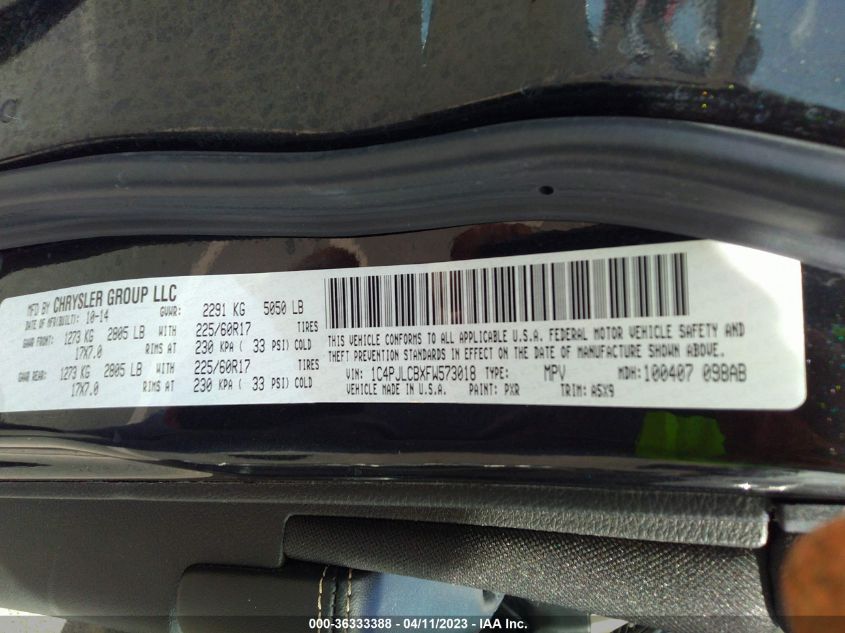 MFD BY CHRYSLER GROUP LLC
DATE OF MFR/BUILT: 10-14 GVWR: 2291 KG 5050 LB
GAWR FRONT: 1273 KG 2805 LB WITH 225/60R17 TIRES
17X7.0 RIMS AT 230 KPA ( 33 PSI) COLD
GAWR REAR: 1273 KG 2805 LB WITH 225/60R17 TIRES
17X7.0 RIMS AT 230 KPA ( 33 PSI) COLD
THIS VEHICLE CONFORMS TO ALL APPLICABLE U.S.A. FEDERAL MOTOR VEHICLE SAFETY AND
THEFT PREVENTION STANDARDS IN EFFECT ON THE DATE OF MANUFACTURE SHOWN ABOVE.
VIN: 1C4PJLCBXFW573018 TYPE: MPV MDH: 100407 098AB
VEHICLE MADE IN U.S.A. PAINT: PXR TRIM: A5X9
000-36333388 - 04/11/2023 - IAA Inc.